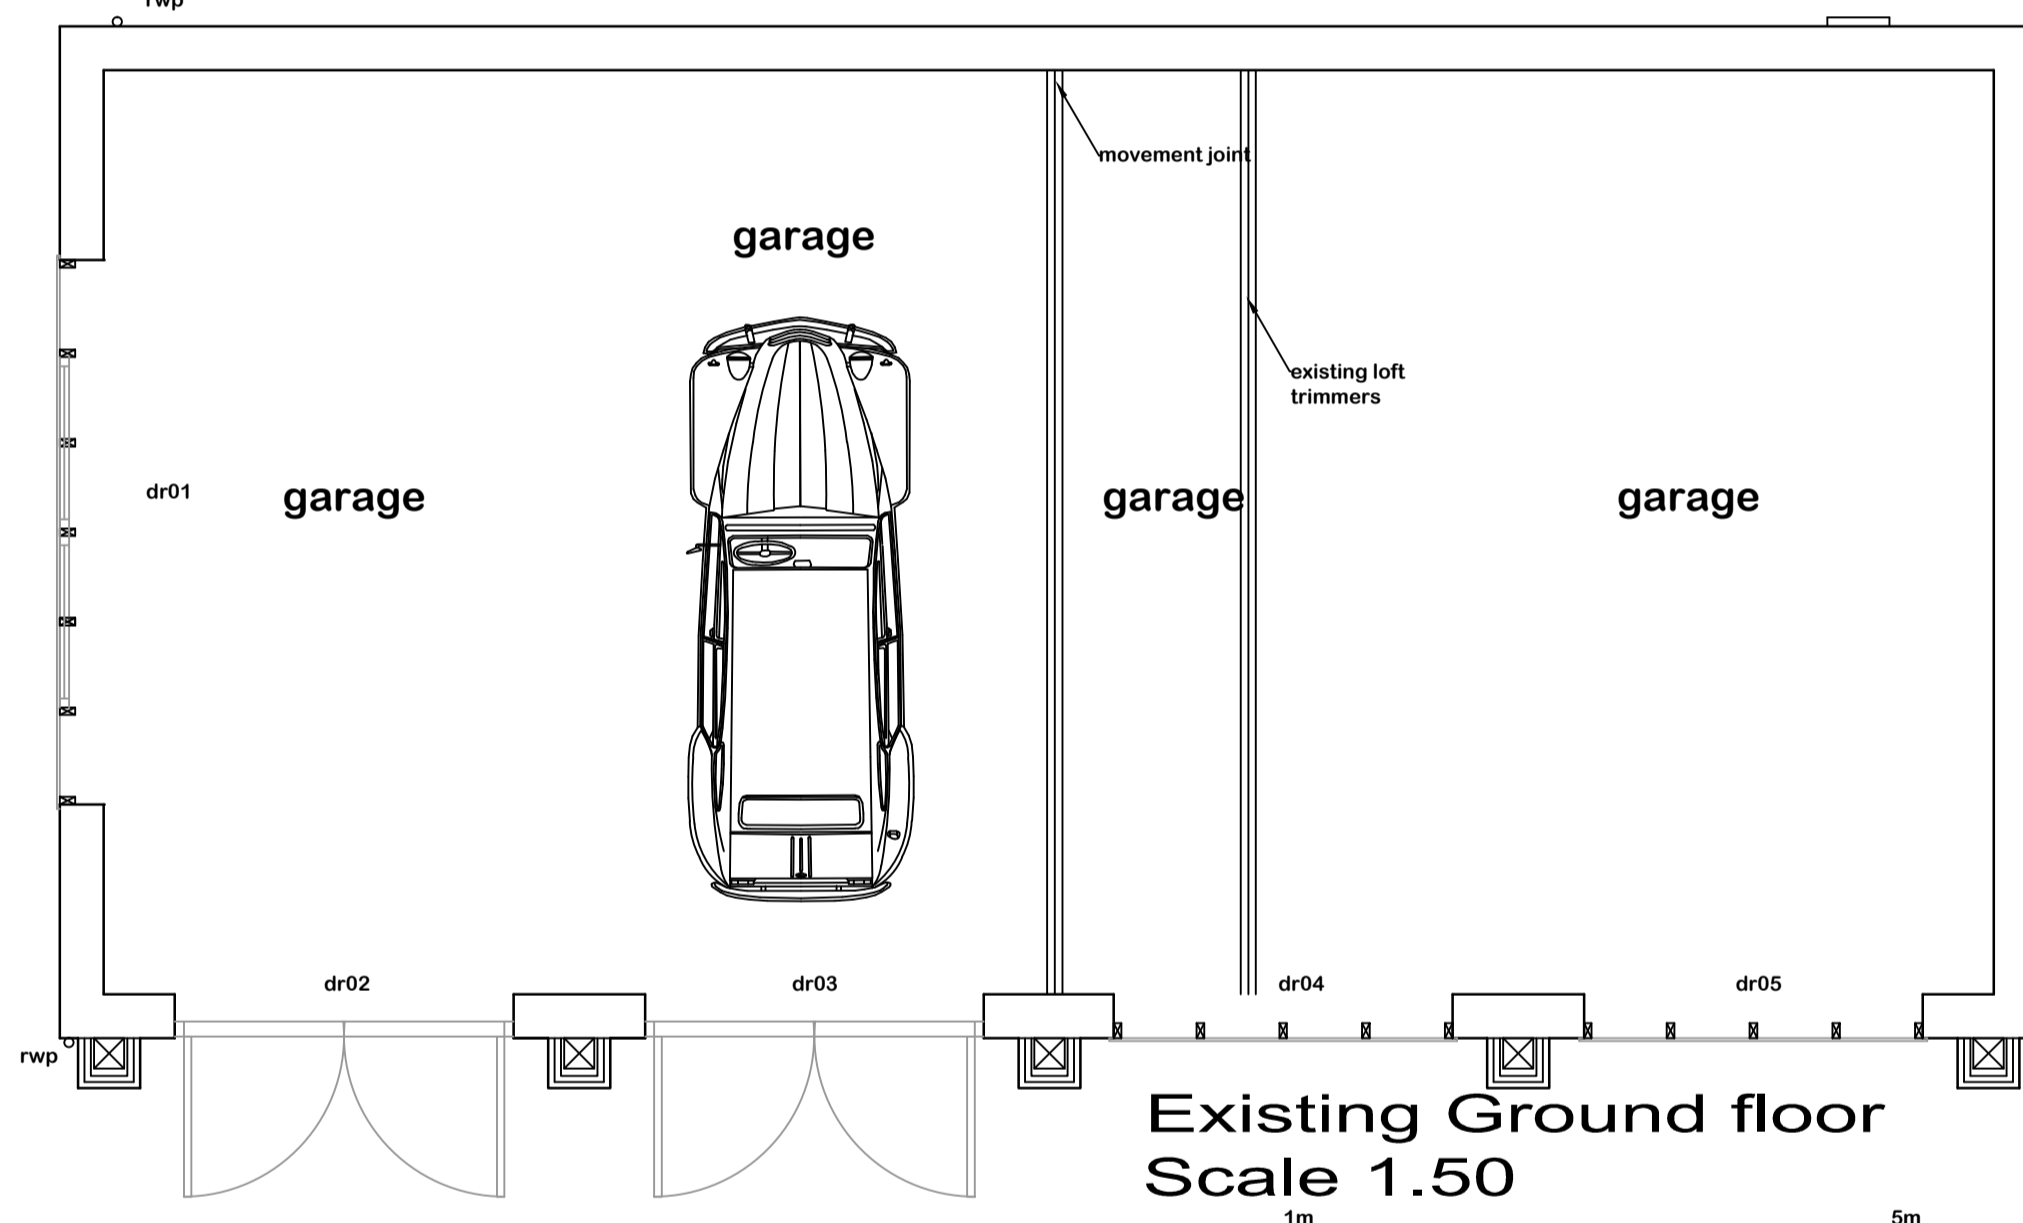 rwp
movement joint
garage
existing loft
trimmers
dr01
garage
garage
garage
dr02
dr03
dr04
dr05
rwp
Existing Ground floor
Scale 1.50
1m
5m